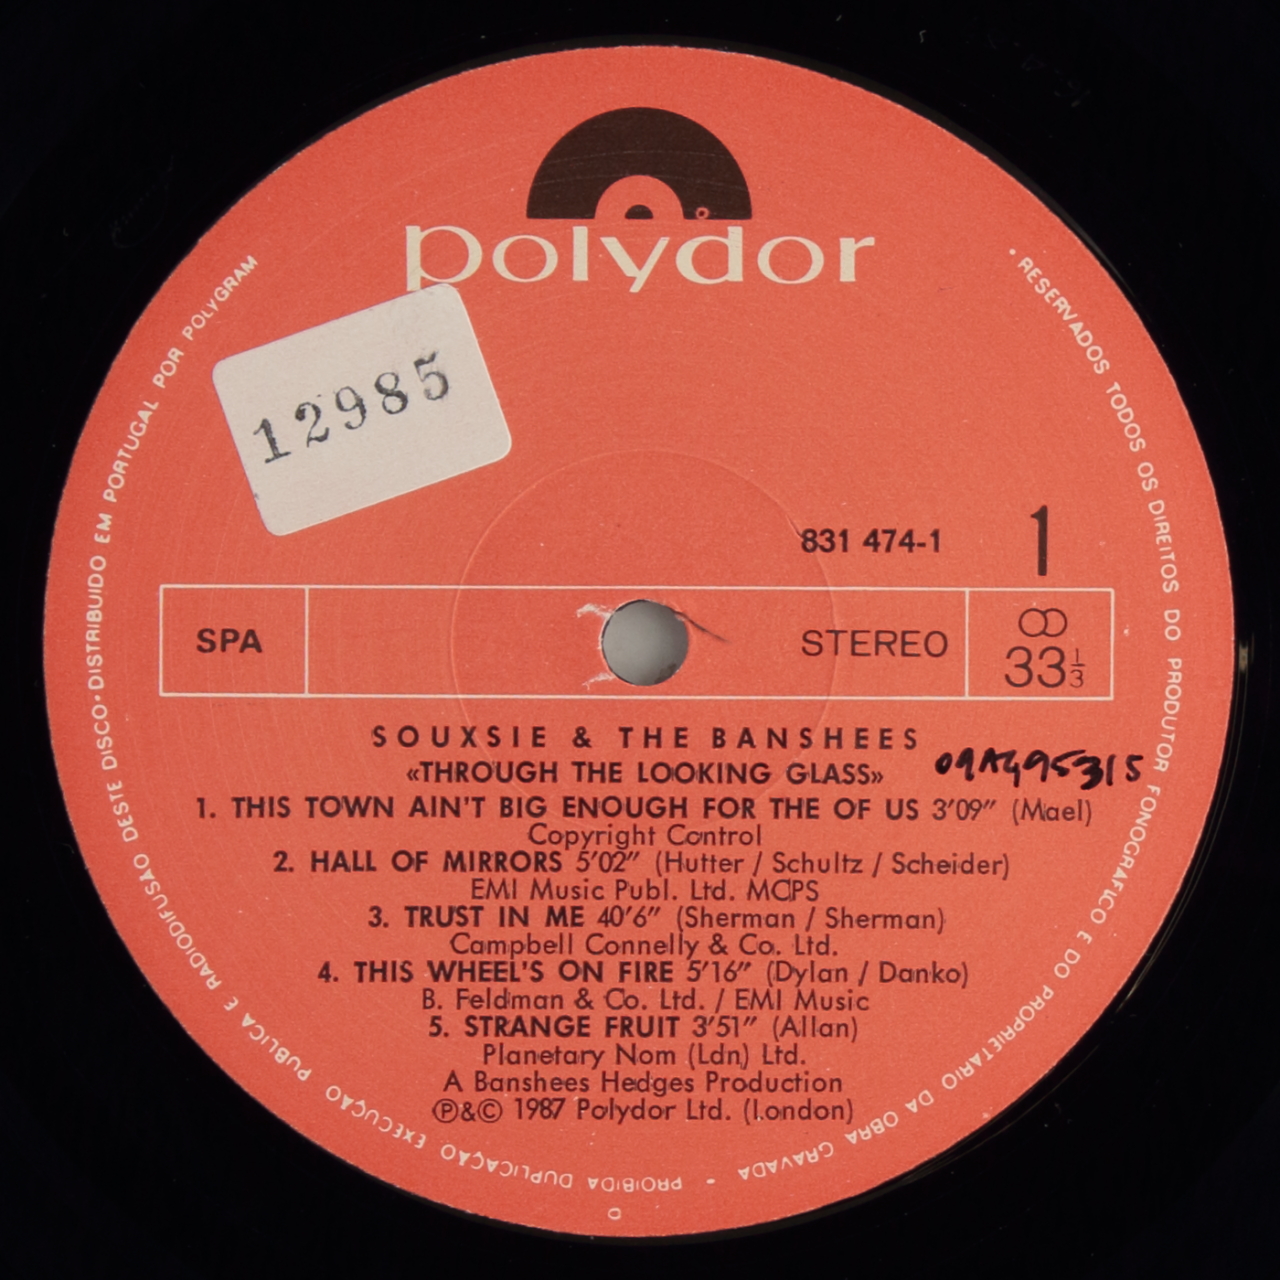 polydor
12985
831 474-1
1
SPA
STEREO
33 1/3
SOUXSIE & THE BANSHEES
«THROUGH THE LOOKING GLASS»
1. THIS TOWN AIN'T BIG ENOUGH FOR THE OF US 3'09" (Mael)
Copyright Control
2. HALL OF MIRRORS 5'02" (Hutter / Schultz / Scheider)
EMI Music Publ. Ltd. MCPS
3. TRUST IN ME 40'6" (Sherman / Sherman)
Campbell Connelly & Co. Ltd.
4. THIS WHEEL'S ON FIRE 5'16" (Dylan / Danko)
B. Feldman & Co. Ltd. / EMI Music
5. STRANGE FRUIT 3'51" (Allan)
Planetary Nom (Ldn) Ltd.
A Banshees Hedges Production
℗&© 1987 Polydor Ltd. (London)
• RESERVADOS TODOS OS DIREITOS DO PRODUTOR FONOGRAFICO E DO PROPRIETARIO DA OBRA GRAVADA • PROIBIDA DUPLICAÇÃO EXECUÇÃO PUBLICA E RADIODIFUSAO DESTE DISCO • DISTRIBUIDO EM PORTUGAL POR POLYGRAM